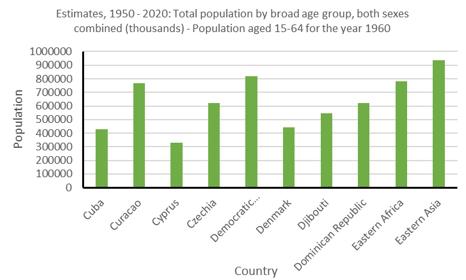 Estimates, 1950 - 2020: Total population by broad age group, both sexes
combined (thousands) - Population aged 15-64 for the year 1960
Population
1000000
900000
800000
700000
600000
500000
400000
300000
200000
100000
0
Cuba
Curacao
Cyprus
Czechia
Democratic...
Denmark
Djibouti
Dominican Republic
Eastern Africa
Eastern Asia
Country